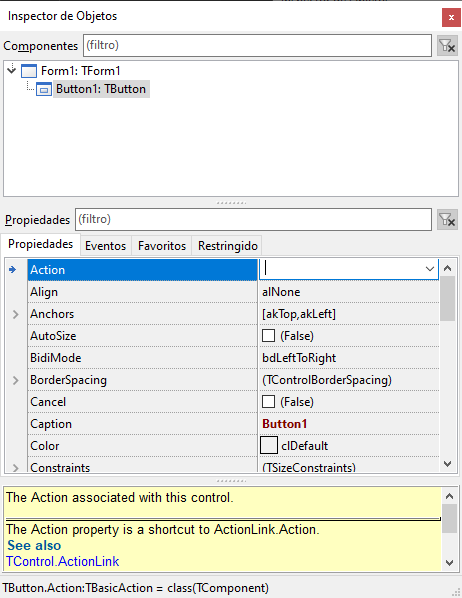 Inspector de Objetos
Componentes (filtro)
Form1: TForm1
Button1: TButton
Propiedades (filtro)
Propiedades Eventos Favoritos Restringido
Action
Align alNone
Anchors [akTop,akLeft]
AutoSize (False)
BidiMode bdLeftToRight
BorderSpacing (TControlBorderSpacing)
Cancel (False)
Caption Button1
Color clDefault
Constraints (TSizeConstraints)
The Action associated with this control.
The Action property is a shortcut to ActionLink.Action.
See also
TControl.ActionLink
TButton.Action:TBasicAction = class(TComponent)